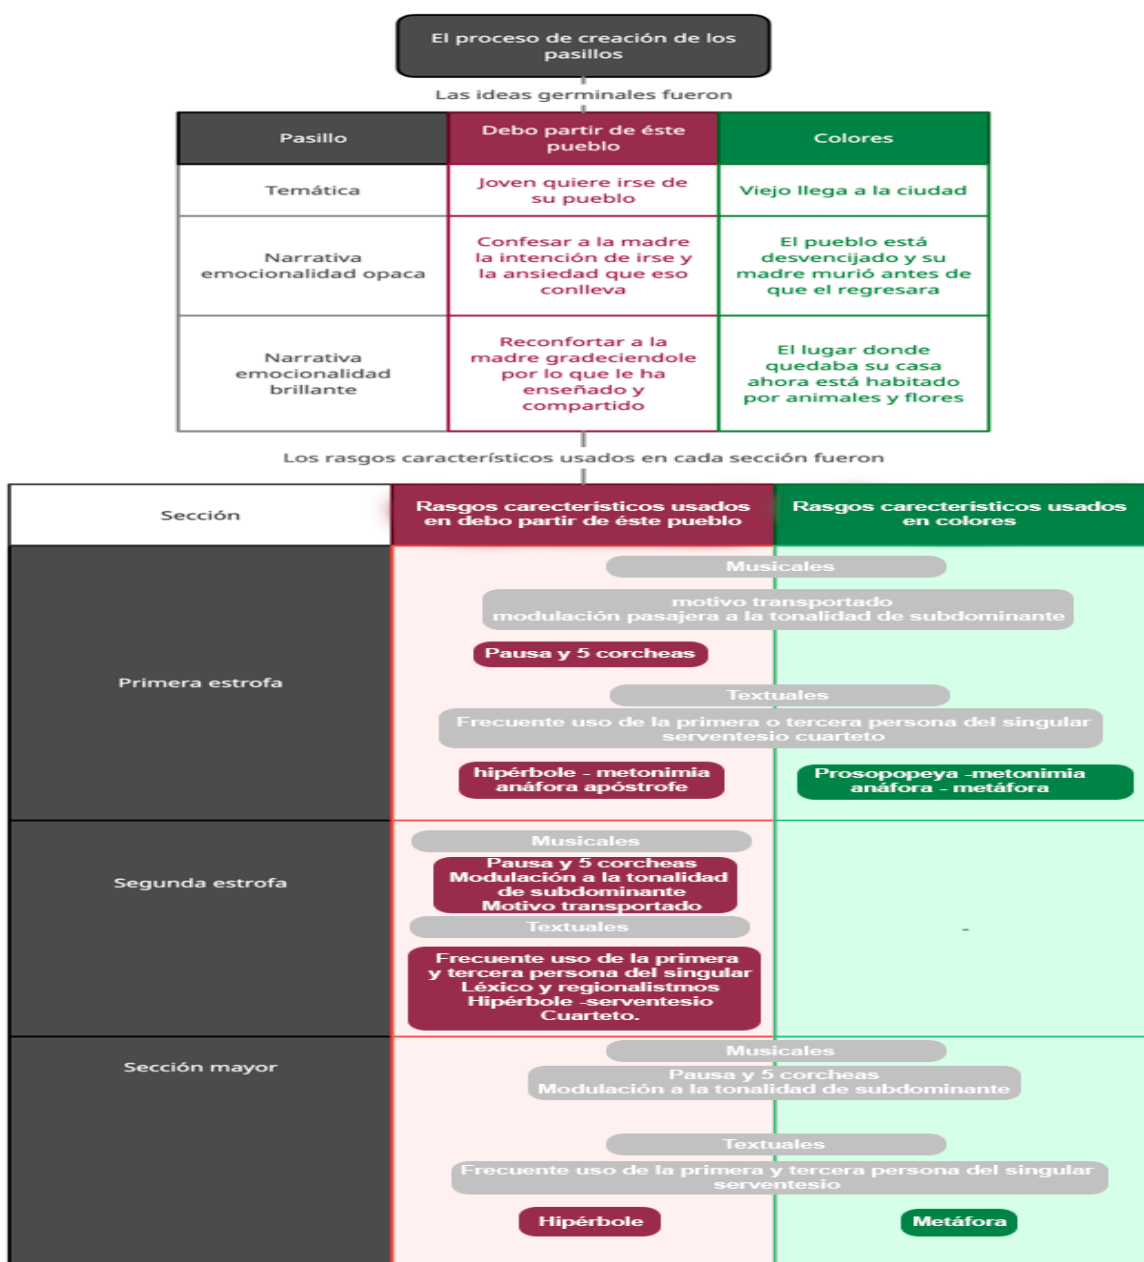 El proceso de creación de los
pasillos
Las ideas germinales fueron
Pasillo
Debo partir de éste
pueblo
Colores
Temática
Joven quiere irse de
su pueblo
Viejo llega a la ciudad
Narrativa
emocionalidad opaca
Confesar a la madre
la intención de irse y
la ansiedad que eso
conlleva
El pueblo está
desvencijado y su
madre murió antes de
que el regresara
Narrativa
emocionalidad
brillante
Reconfortar a la
madre gradeciendole
por lo que le ha
enseñado y
compartido
El lugar donde
quedaba su casa
ahora está habitado
por animales y flores
Los rasgos característicos usados en cada sección fueron
Sección
Rasgos carecterísticos usados
en debo partir de éste pueblo
Rasgos carecterísticos usados
en colores
Primera estrofa
Musicales
motivo transportado
modulación pasajera a la tonalidad de subdominante
Pausa y 5 corcheas
Textuales
Frecuente uso de la primera o tercera persona del singular
serventesio cuarteto
hipérbole - metonimia
anáfora apóstrofe
Prosopopeya -metonimia
anáfora - metáfora
Segunda estrofa
Musicales
Pausa y 5 corcheas
Modulación a la tonalidad
de subdominante
Motivo transportado
Textuales
Frecuente uso de la primera
y tercera persona del singular
Léxico y regionalistmos
Hipérbole -serventesio
Cuarteto.
-
Sección mayor
Musicales
Pausa y 5 corcheas
Modulación a la tonalidad de subdominante
Textuales
Frecuente uso de la primera y tercera persona del singular
serventesio
Hipérbole
Metáfora